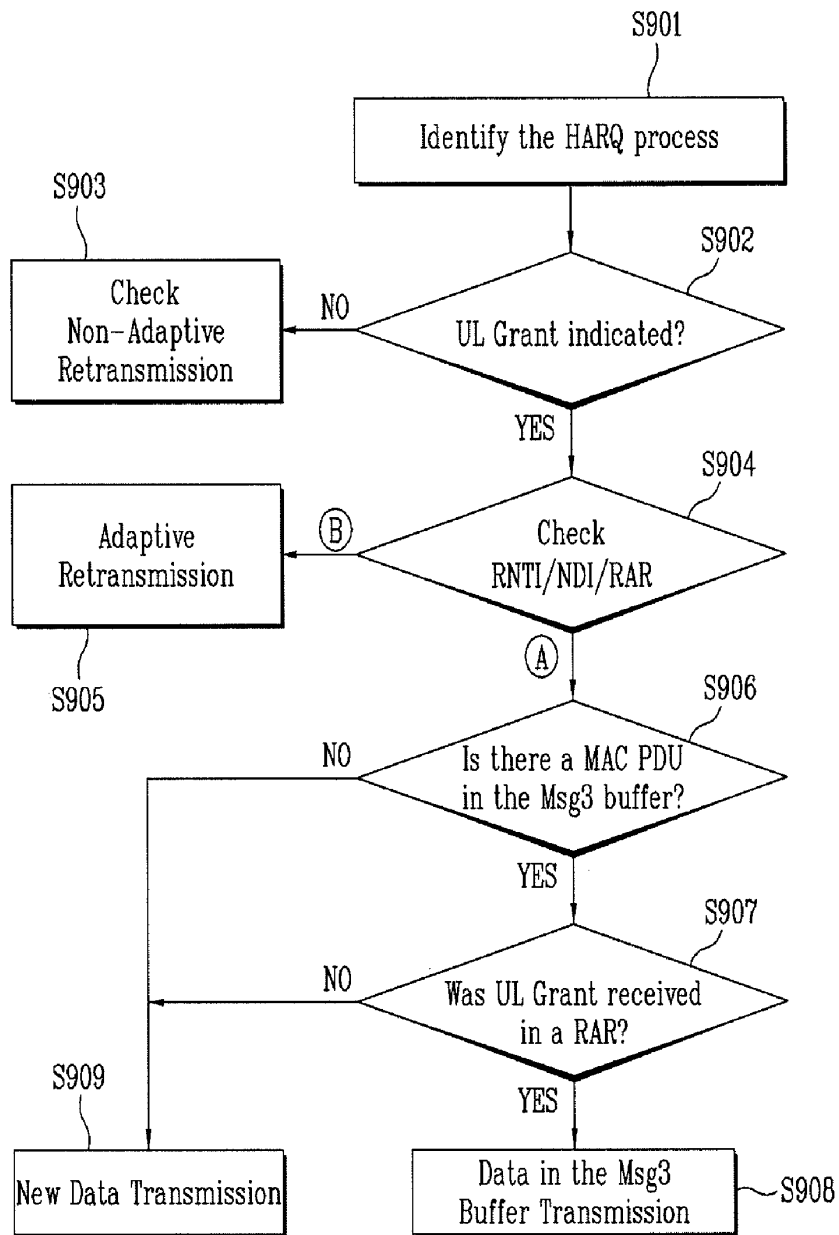 S901
Identify the HARQ process
S903
S902
Check
Non-Adaptive
Retransmission
NO
UL Grant indicated?
YES
S904
Adaptive
Retransmission
B
Check
RNTI/NDI/RAR
S905
A
S906
NO
Is there a MAC PDU
in the Msg3 buffer?
YES
S907
NO
Was UL Grant received
in a RAR?
S909
YES
New Data Transmission
Data in the Msg3
Buffer Transmission
S908